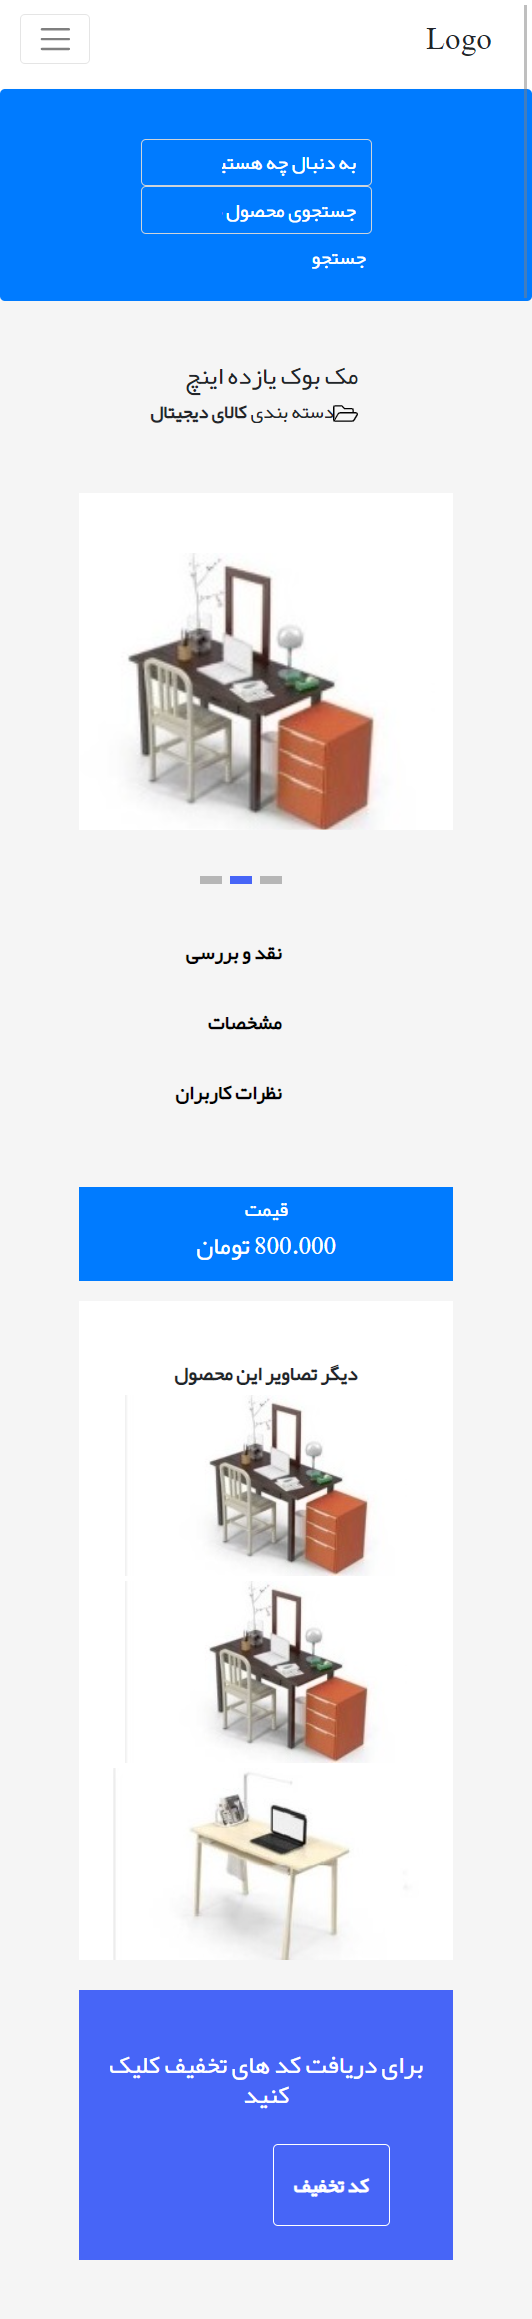 Logo
به دنبال چه هستی
جستجوی محصول
جستجو
مک بوک یازده اینچ
دسته بندی کالای دیجیتال
نقد و بررسی
مشخصات
نظرات کاربران
قیمت
800.000 تومان
دیگر تصاویر این محصول
برای دریافت کد های تخفیف کلیک
کنید
کد تخفیف